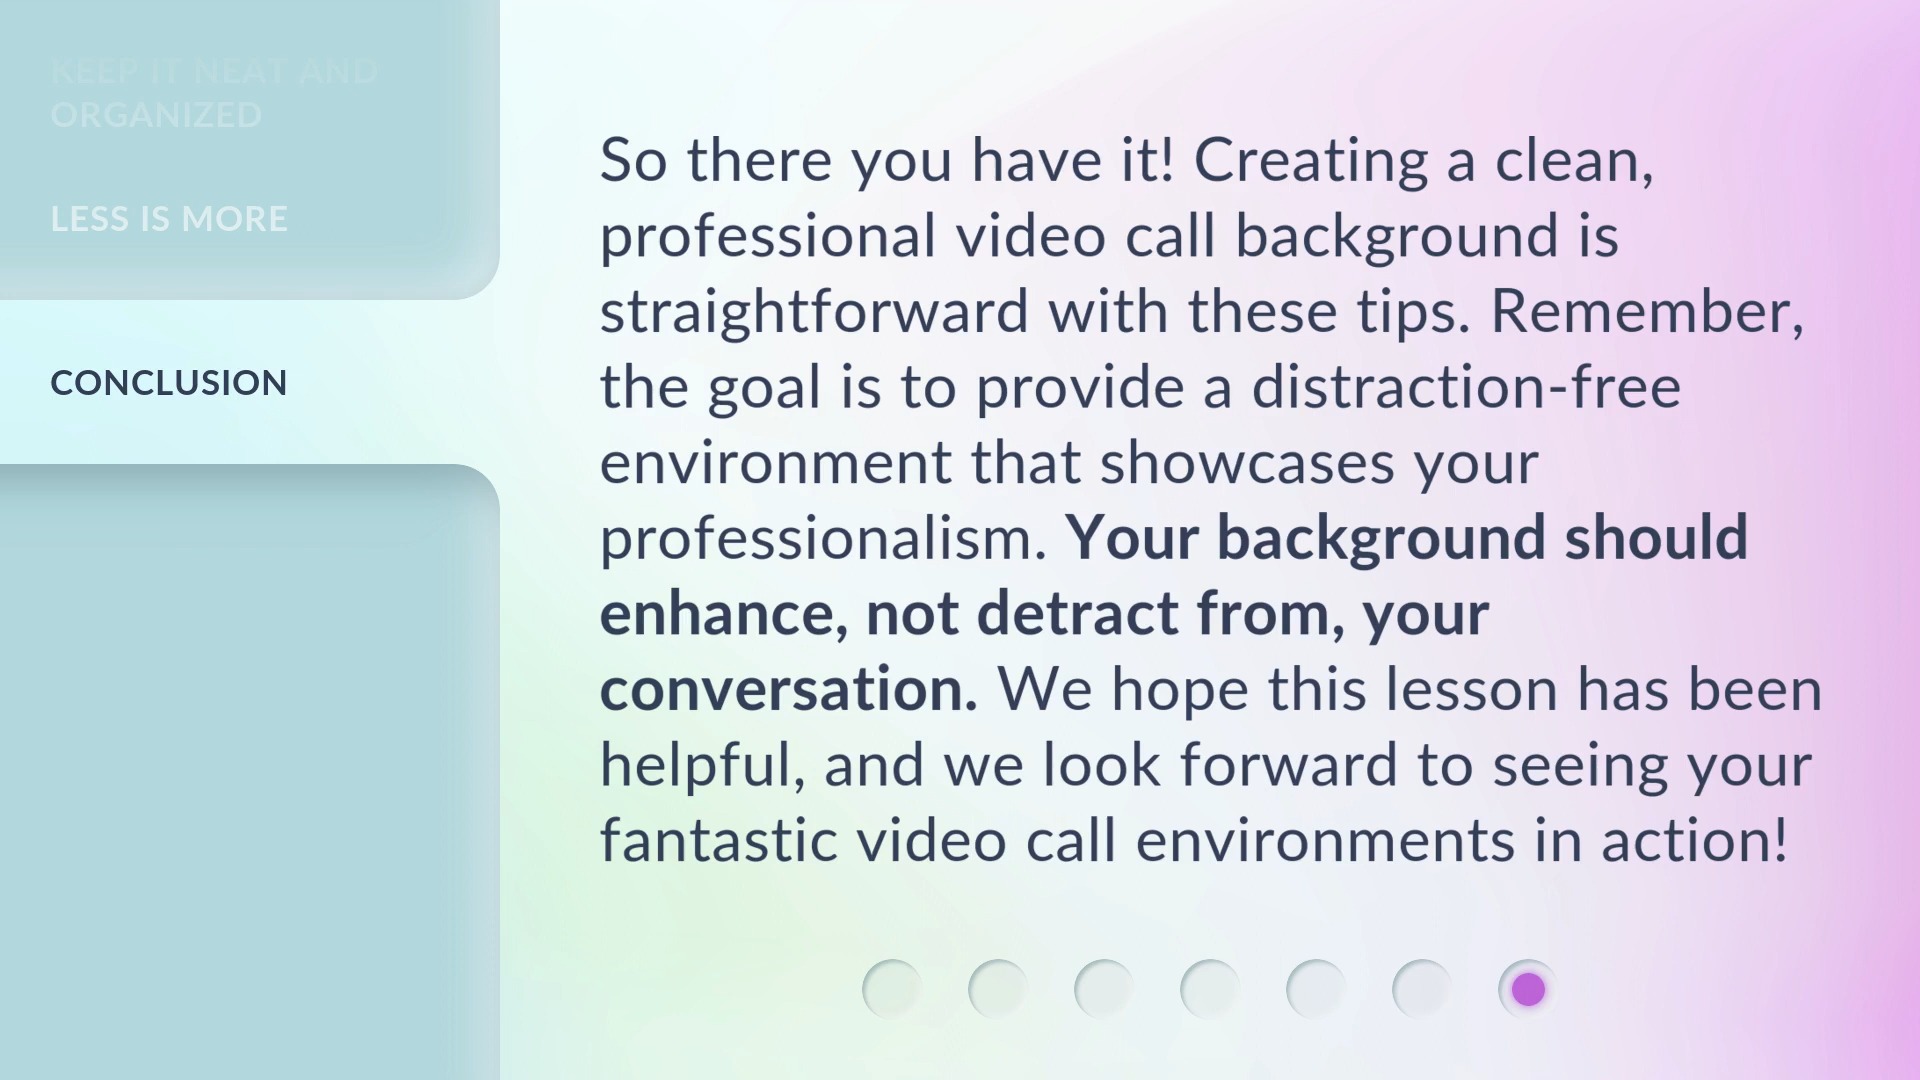 KEEP IT NEAT AND
ORGANIZED
LESS IS MORE
CONCLUSION
So there you have it! Creating a clean,
professional video call background is
straightforward with these tips. Remember,
the goal is to provide a distraction-free
environment that showcases your
professionalism. Your background should
enhance, not detract from, your
conversation. We hope this lesson has been
helpful, and we look forward to seeing your
fantastic video call environments in action!